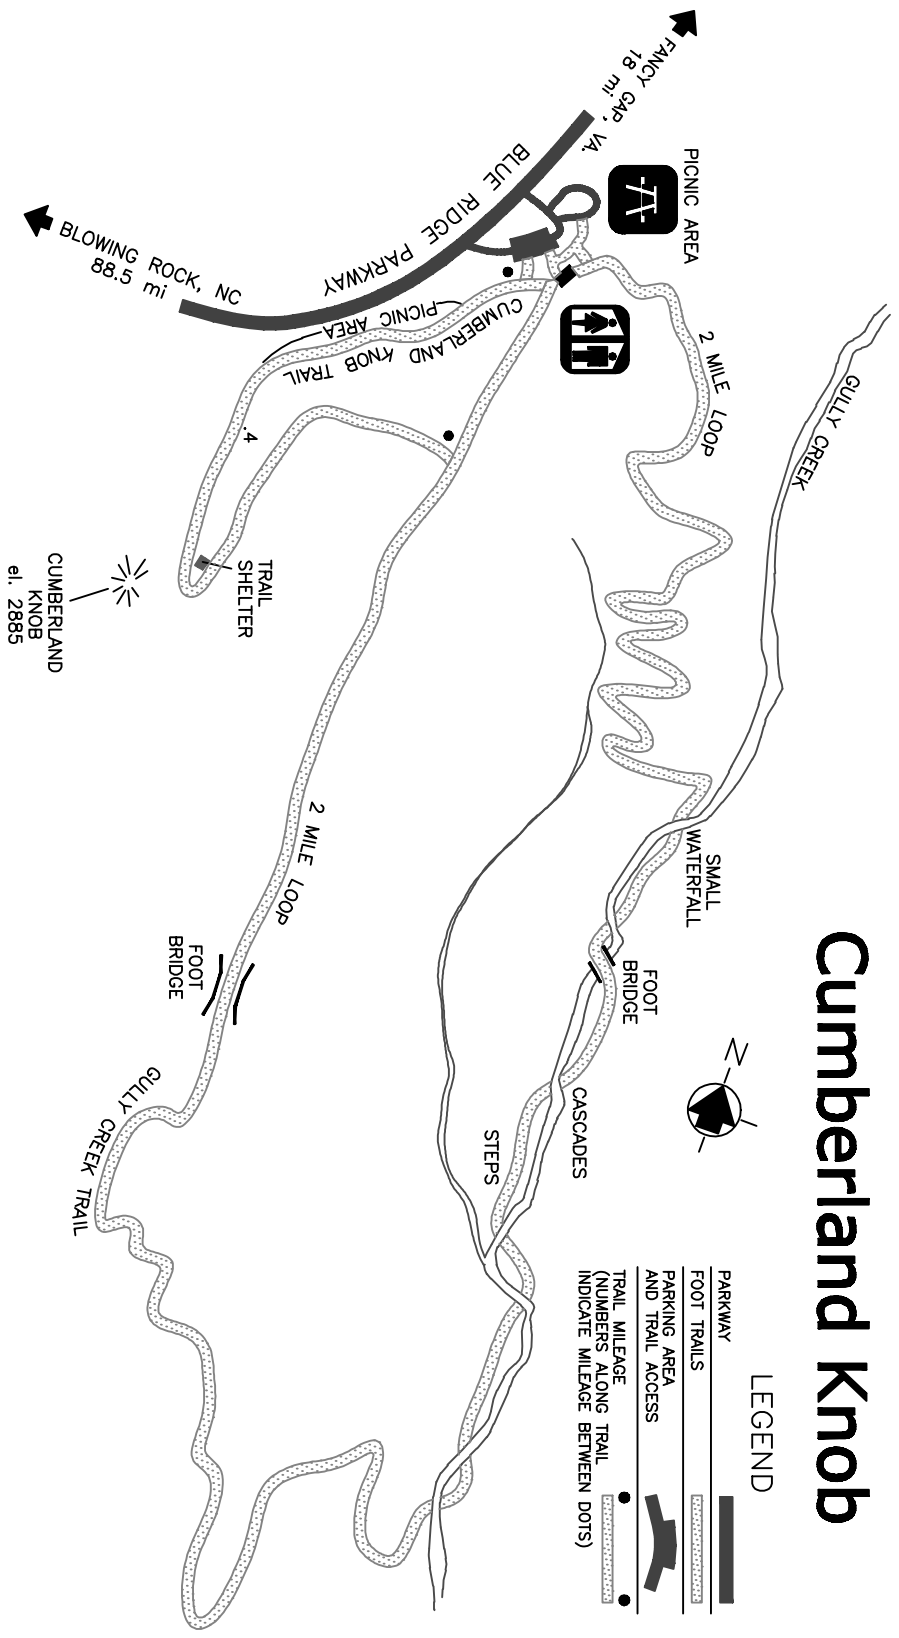 Cumberland Knob
FANCY GAP, VA.
18 mi
BLUE RIDGE PARKWAY
BLOWING ROCK, NC
88.5 mi
PICNIC AREA
PICNIC AREA
CUMBERLAND KNOB TRAIL
.4
TRAIL
SHELTER
CUMBERLAND
KNOB
el. 2885
2 MILE LOOP
GULLY CREEK
SMALL
WATERFALL
FOOT
BRIDGE
CASCADES
STEPS
2 MILE LOOP
FOOT
BRIDGE
GULLY CREEK TRAIL
N
LEGEND
PARKWAY
FOOT TRAILS
PARKING AREA
AND TRAIL ACCESS
TRAIL MILEAGE
(NUMBERS ALONG TRAIL
INDICATE MILEAGE BETWEEN DOTS)